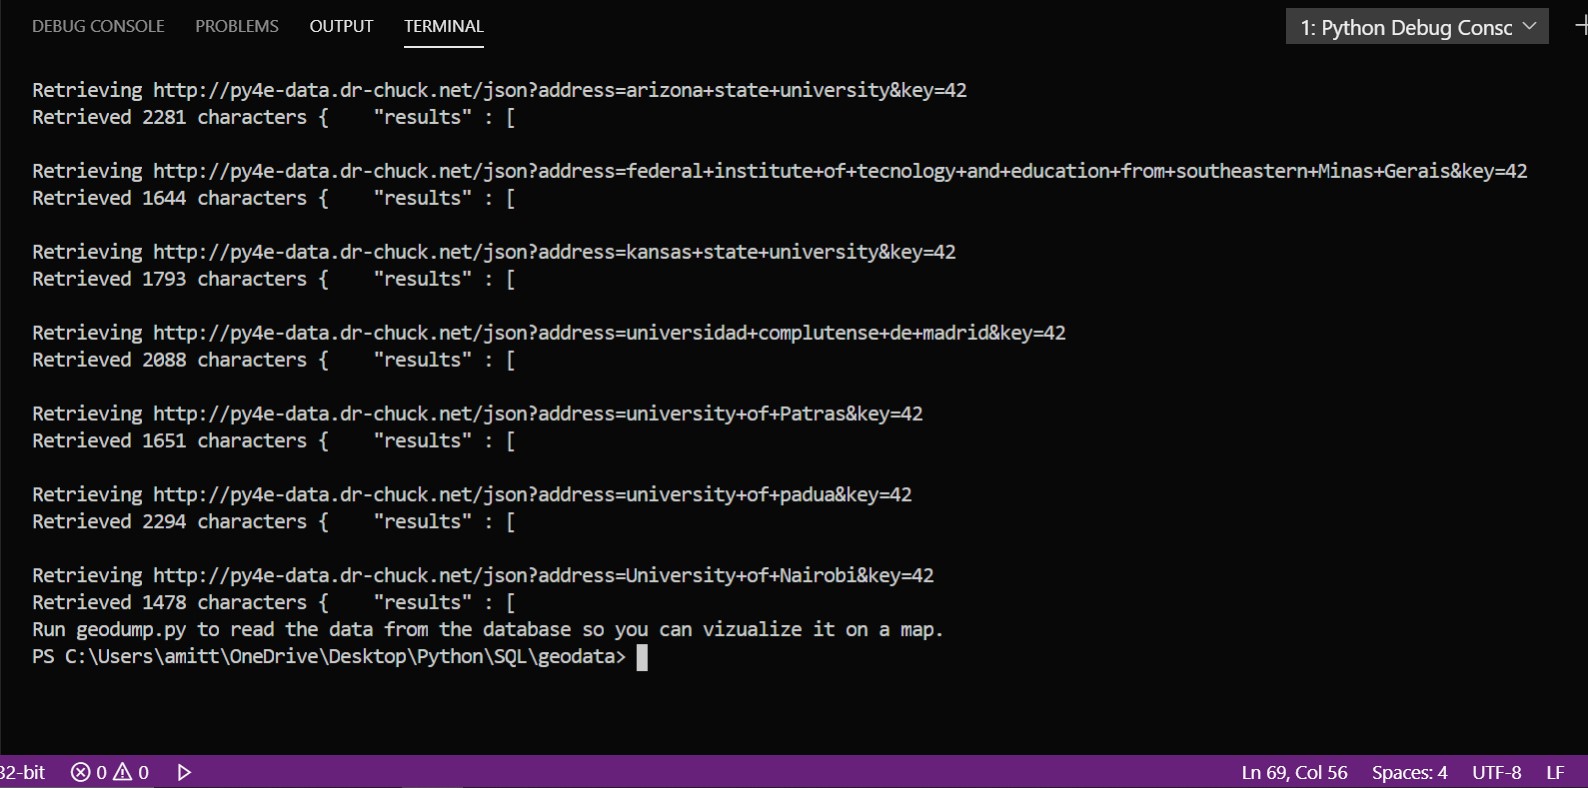 DEBUG CONSOLE PROBLEMS OUTPUT TERMINAL 1: Python Debug Consc
Retrieving http://py4e-data.dr-chuck.net/json?address=arizona+state+university&key=42
Retrieved 2281 characters {    "results" : [
Retrieving http://py4e-data.dr-chuck.net/json?address=federal+institute+of+tecnology+and+education+from+southeastern+Minas+Gerais&key=42
Retrieved 1644 characters {    "results" : [
Retrieving http://py4e-data.dr-chuck.net/json?address=kansas+state+university&key=42
Retrieved 1793 characters {    "results" : [
Retrieving http://py4e-data.dr-chuck.net/json?address=universidad+complutense+de+madrid&key=42
Retrieved 2088 characters {    "results" : [
Retrieving http://py4e-data.dr-chuck.net/json?address=university+of+Patras&key=42
Retrieved 1651 characters {    "results" : [
Retrieving http://py4e-data.dr-chuck.net/json?address=university+of+padua&key=42
Retrieved 2294 characters {    "results" : [
Retrieving http://py4e-data.dr-chuck.net/json?address=University+of+Nairobi&key=42
Retrieved 1478 characters {    "results" : [
Run geodump.py to read the data from the database so you can vizualize it on a map.
PS C:\Users\amitt\OneDrive\Desktop\Python\SQL\geodata>
32-bit 0 0 Ln 69, Col 56 Spaces: 4 UTF-8 LF